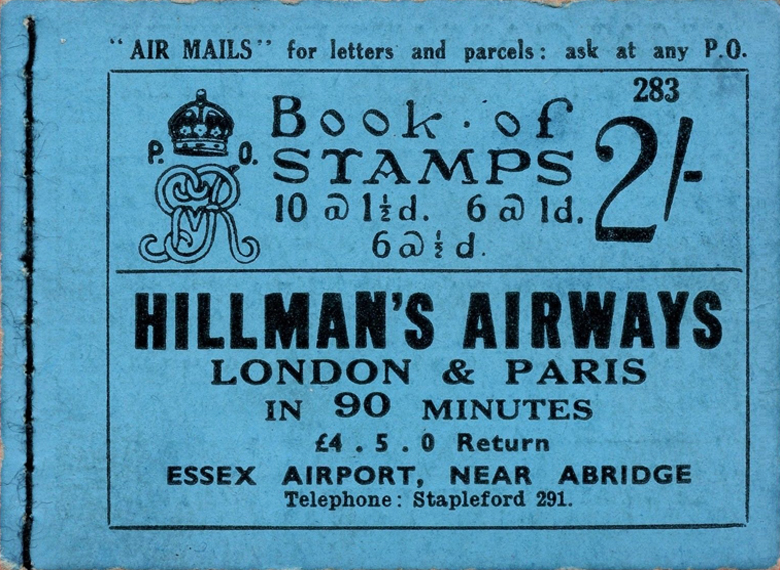 "AIR MAILS" for letters and parcels: ask at any P.O.
283
P. O.
GR
Book of
STAMPS
2/-
10 @ 1½d. 6 @ 1d.
6 @ ½d.
HILLMAN'S AIRWAYS
LONDON & PARIS
IN 90 MINUTES
£4.5.0 Return
ESSEX AIRPORT, NEAR ABRIDGE
Telephone: Stapleford 291.